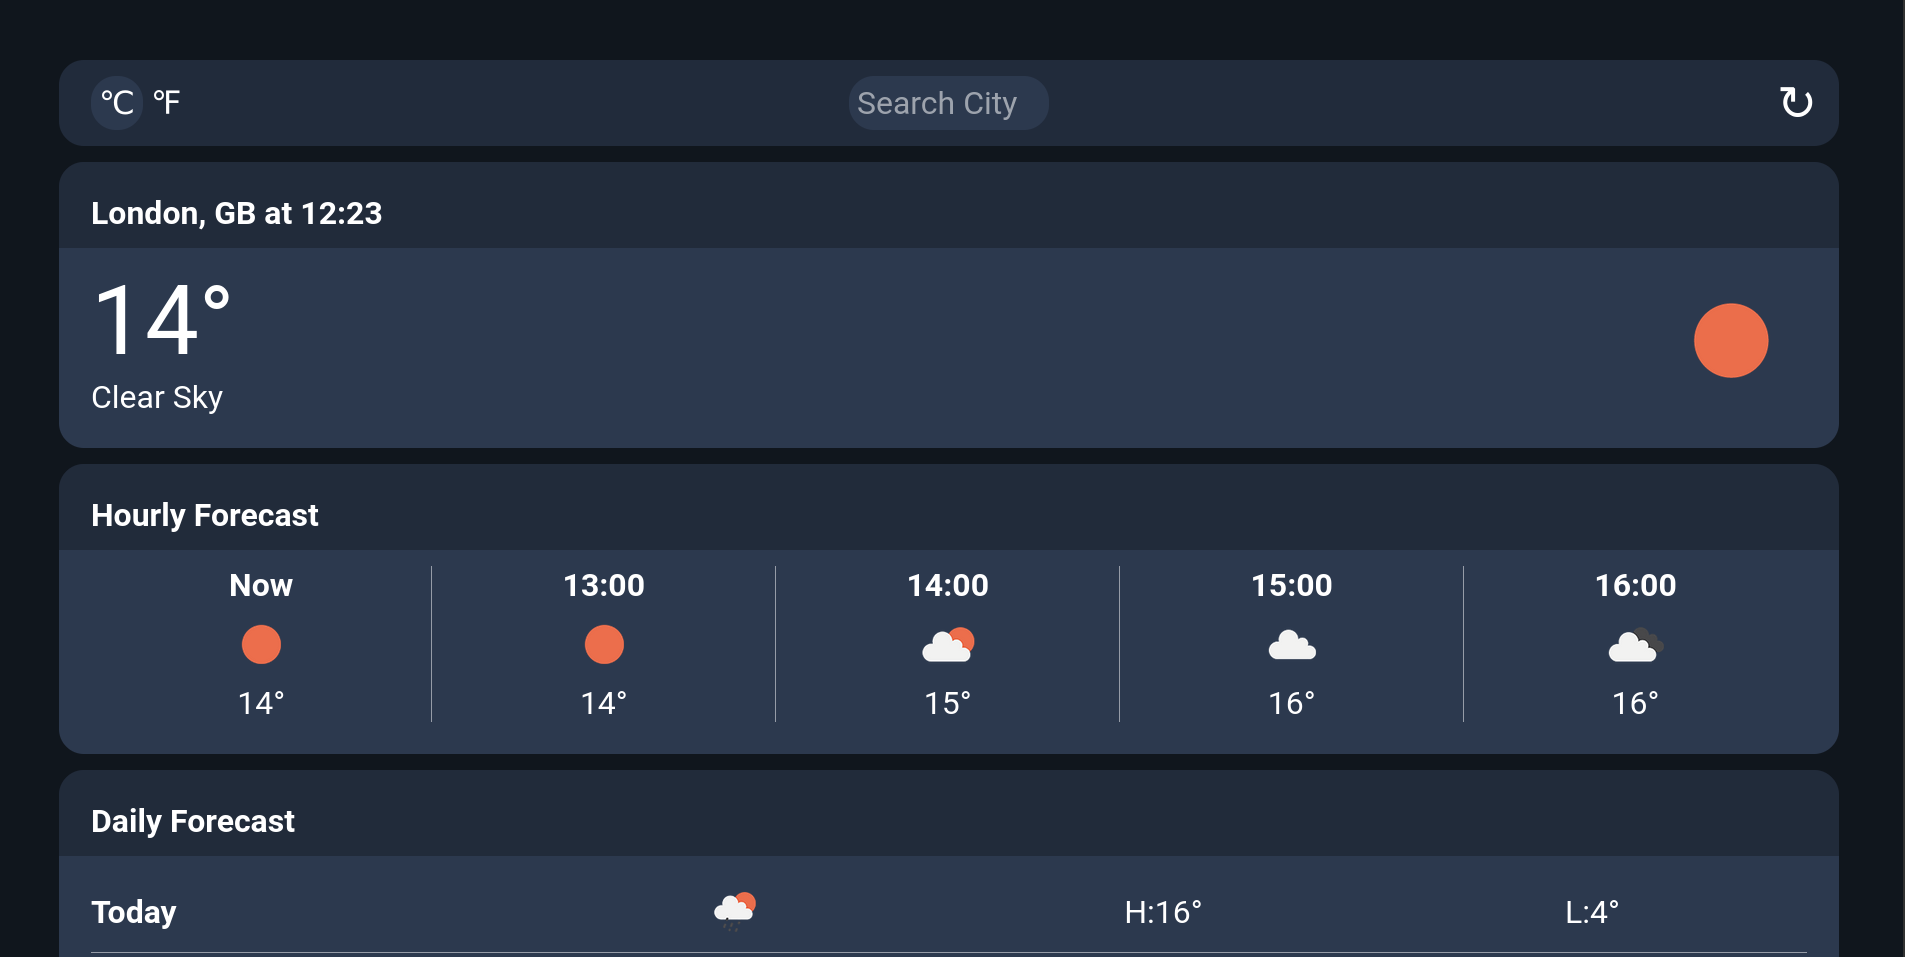 ℃ ℉ Search City ↻
London, GB at 12:23
14°
Clear Sky
Hourly Forecast
Now 13:00 14:00 15:00 16:00
14° 14° 15° 16° 16°
Daily Forecast
Today H:16° L:4°